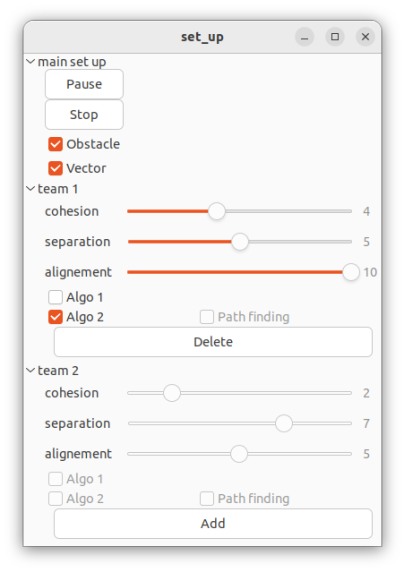 set_up
main set up
Pause
Stop
Obstacle
Vector
team 1
cohesion 4
separation 5
alignement 10
Algo 1
Algo 2 Path finding
Delete
team 2
cohesion 2
separation 7
alignement 5
Algo 1
Algo 2 Path finding
Add